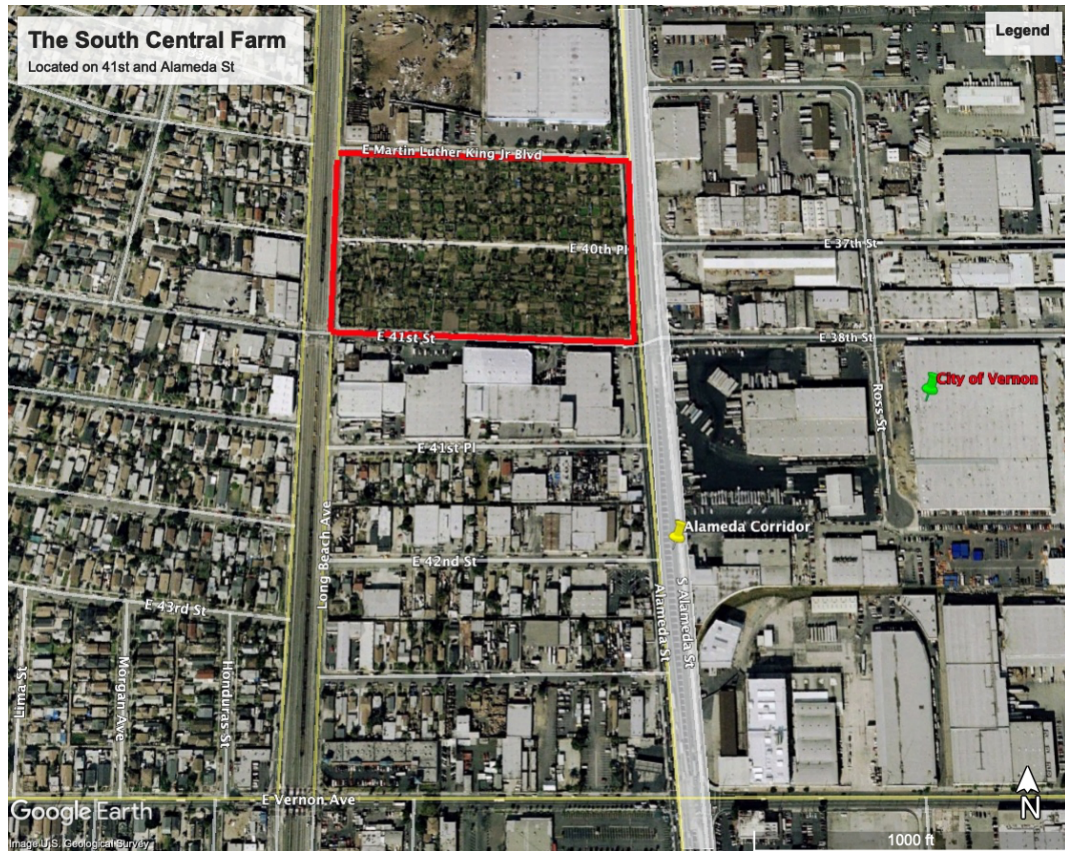 The South Central Farm
Located on 41st and Alameda St
Legend
E Martin Luther King Jr Blvd
E 40th Pl
E 37th St
E 41st St
E 38th St
City of Vernon
Ross St
E 41st Pl
Alameda Corridor
Long Beach Ave
E 42nd St
Alameda St
S Alameda St
E 43rd St
Lima St
Morgan Ave
Honduras St
E Vernon Ave
Google Earth
N
Image U.S. Geological Survey
1000 ft